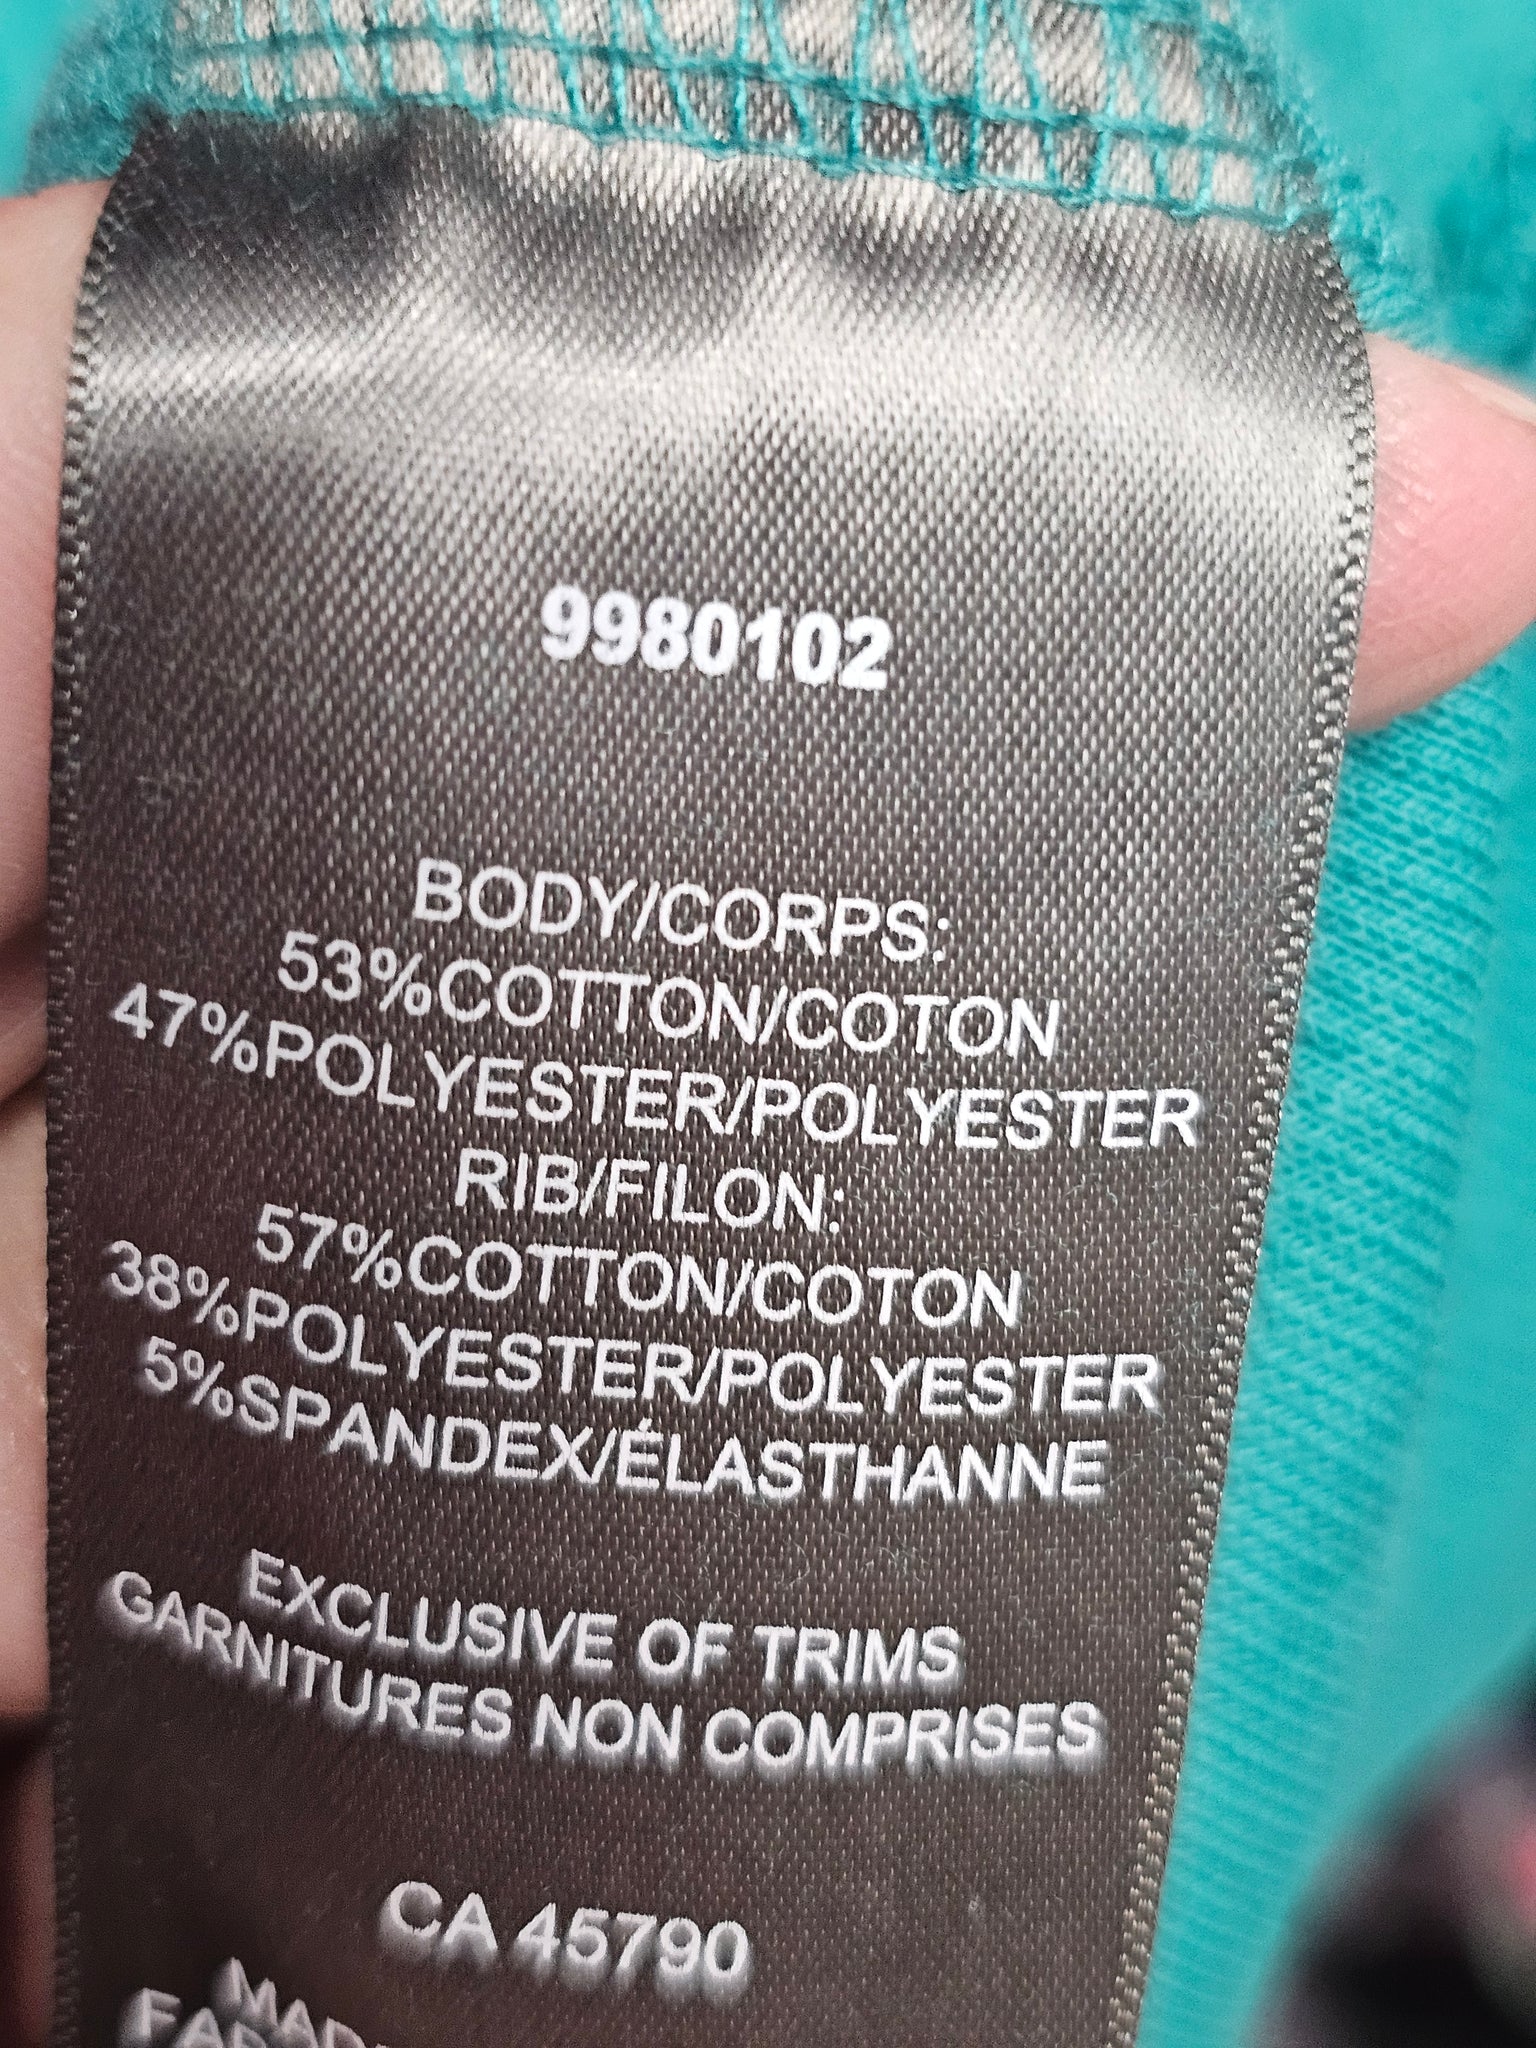 9980102
BODY/CORPS:
53%COTTON/COTON
47%POLYESTER/POLYESTER
RIB/FILON:
57%COTTON/COTON
38%POLYESTER/POLYESTER
5%SPANDEX/ÉLASTHANNE
EXCLUSIVE OF TRIMS
GARNITURES NON COMPRISES
CA 45790